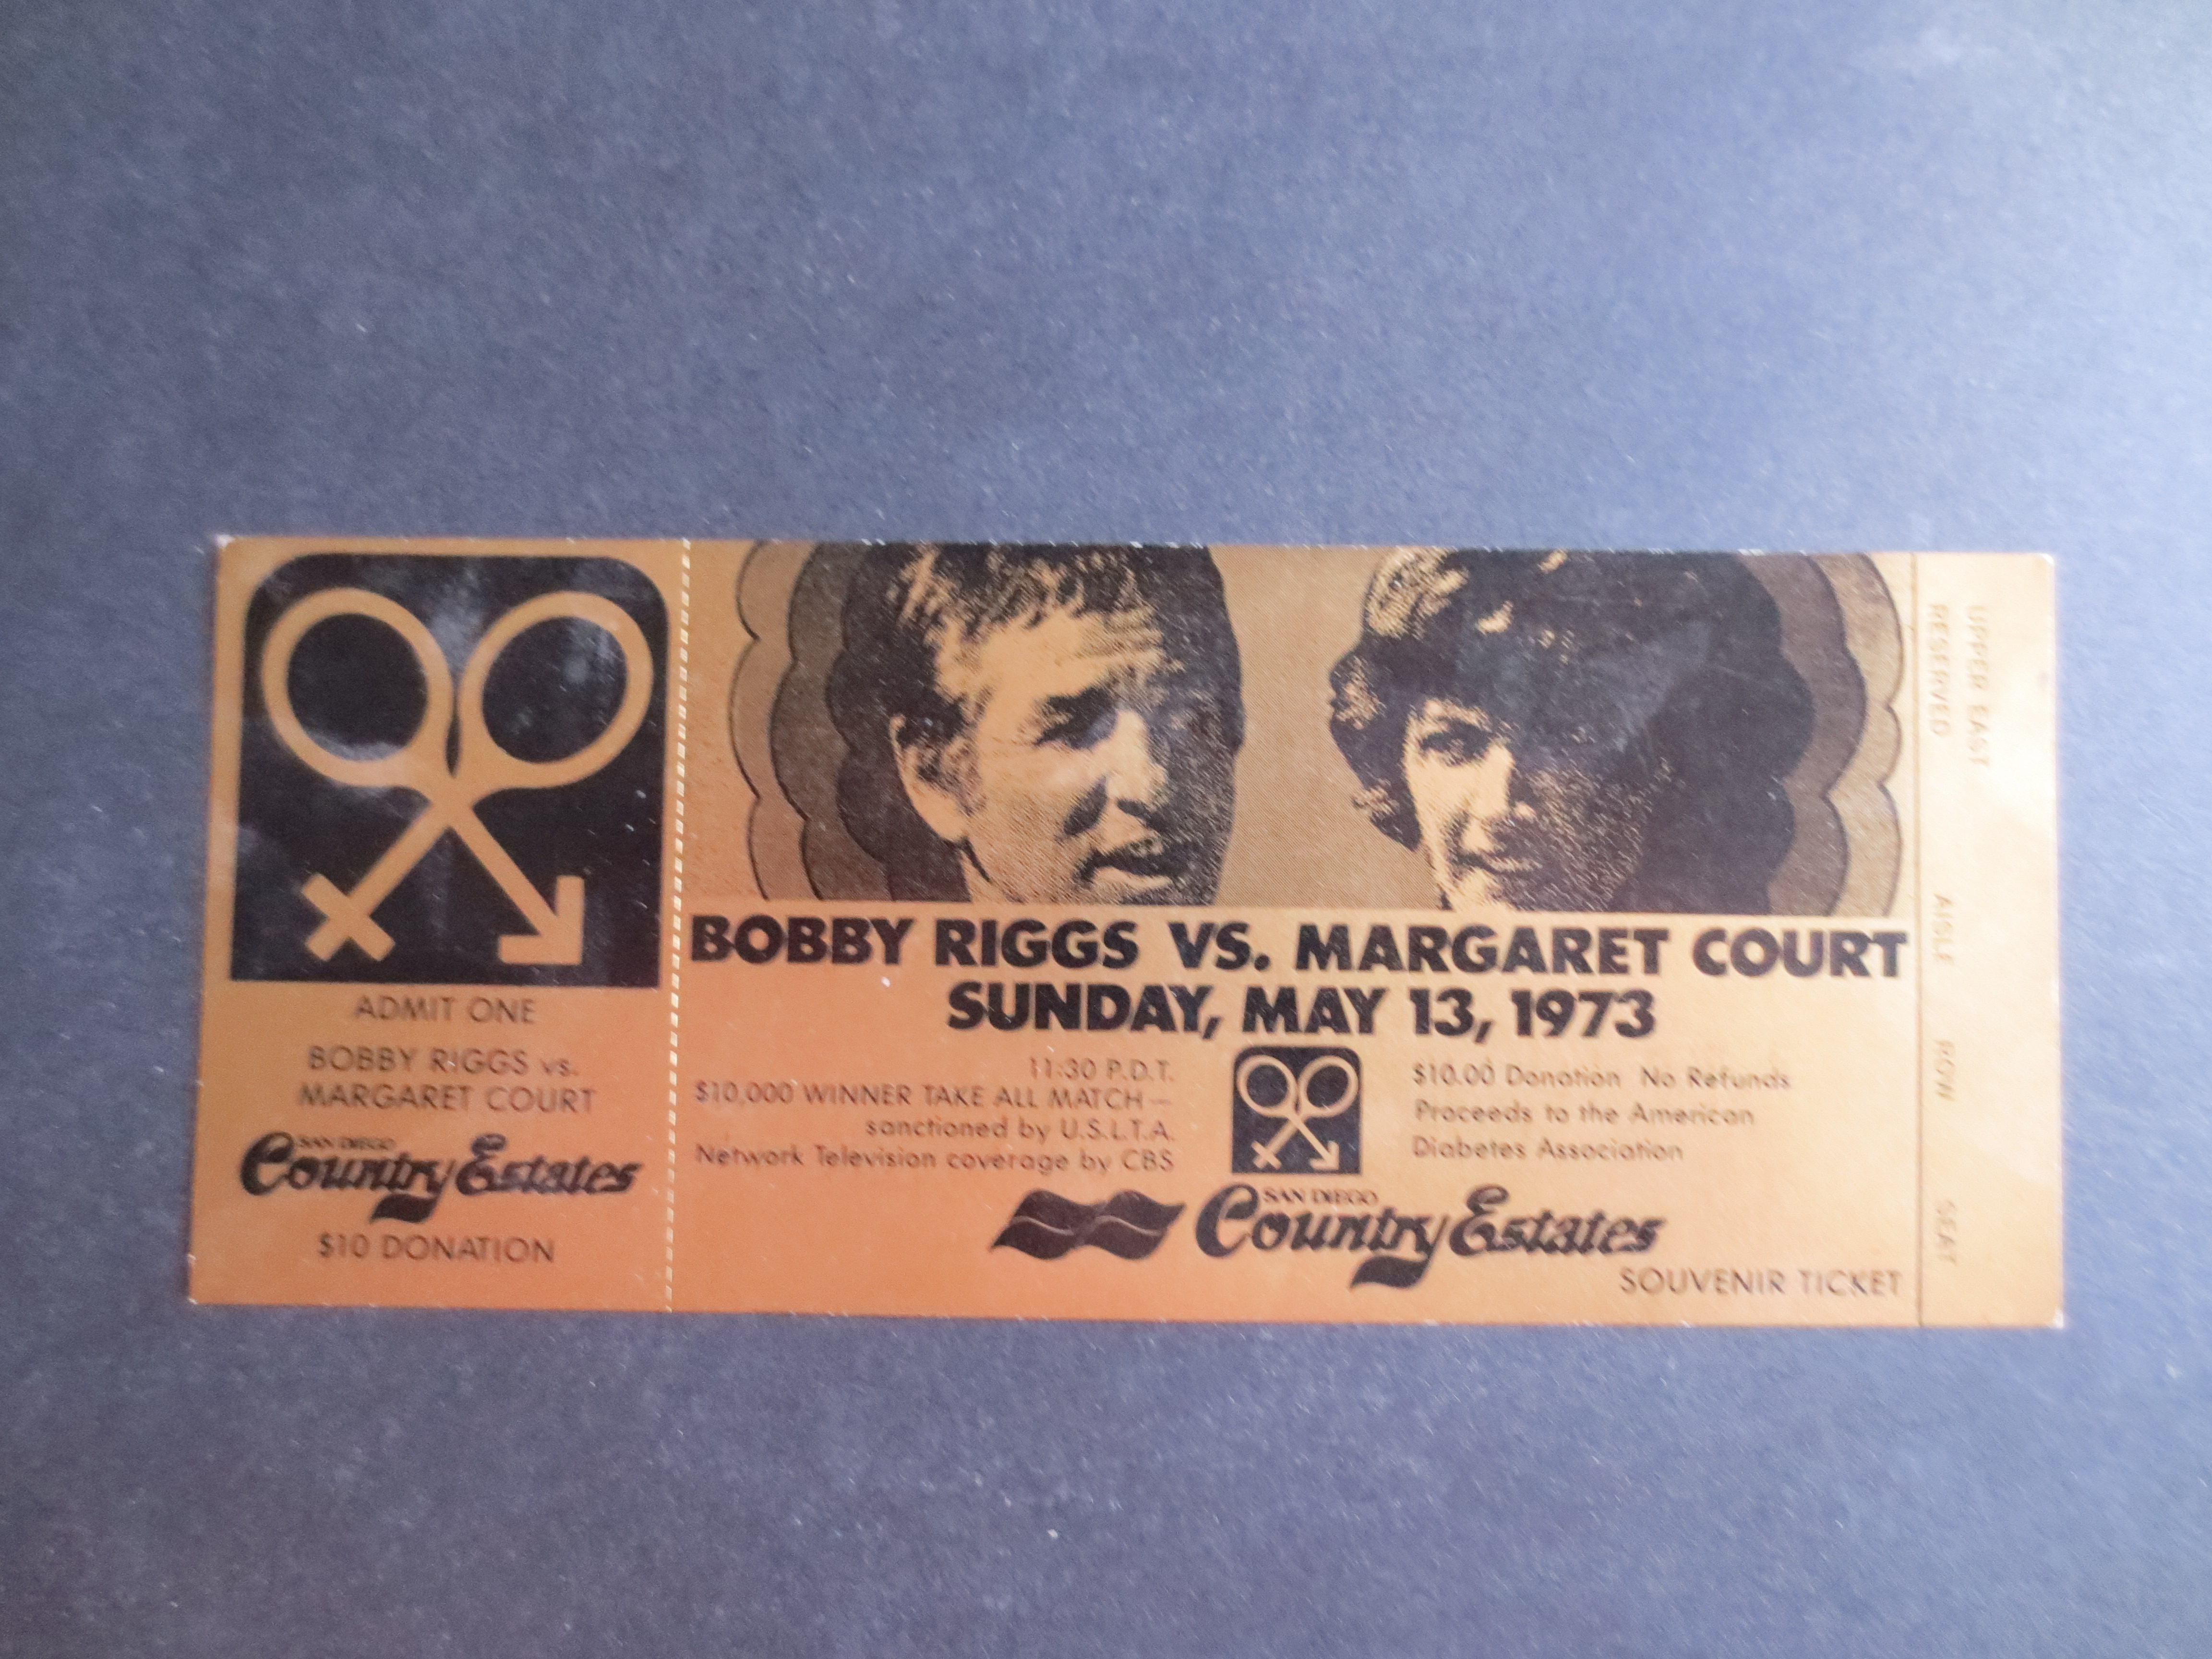 ADMIT ONE
BOBBY RIGGS vs.
MARGARET COURT
SAN DIEGO
Country Estates
$10 DONATION
BOBBY RIGGS VS. MARGARET COURT
SUNDAY, MAY 13, 1973
11:30 P.D.T.
$10,000 WINNER TAKE ALL MATCH —
sanctioned by U.S.L.T.A.
Network Television coverage by CBS
$10.00 Donation No Refunds
Proceeds to the American
Diabetes Association
SAN DIEGO
Country Estates
SOUVENIR TICKET
UPPER EAST
RESERVED AISLE ROW SEAT